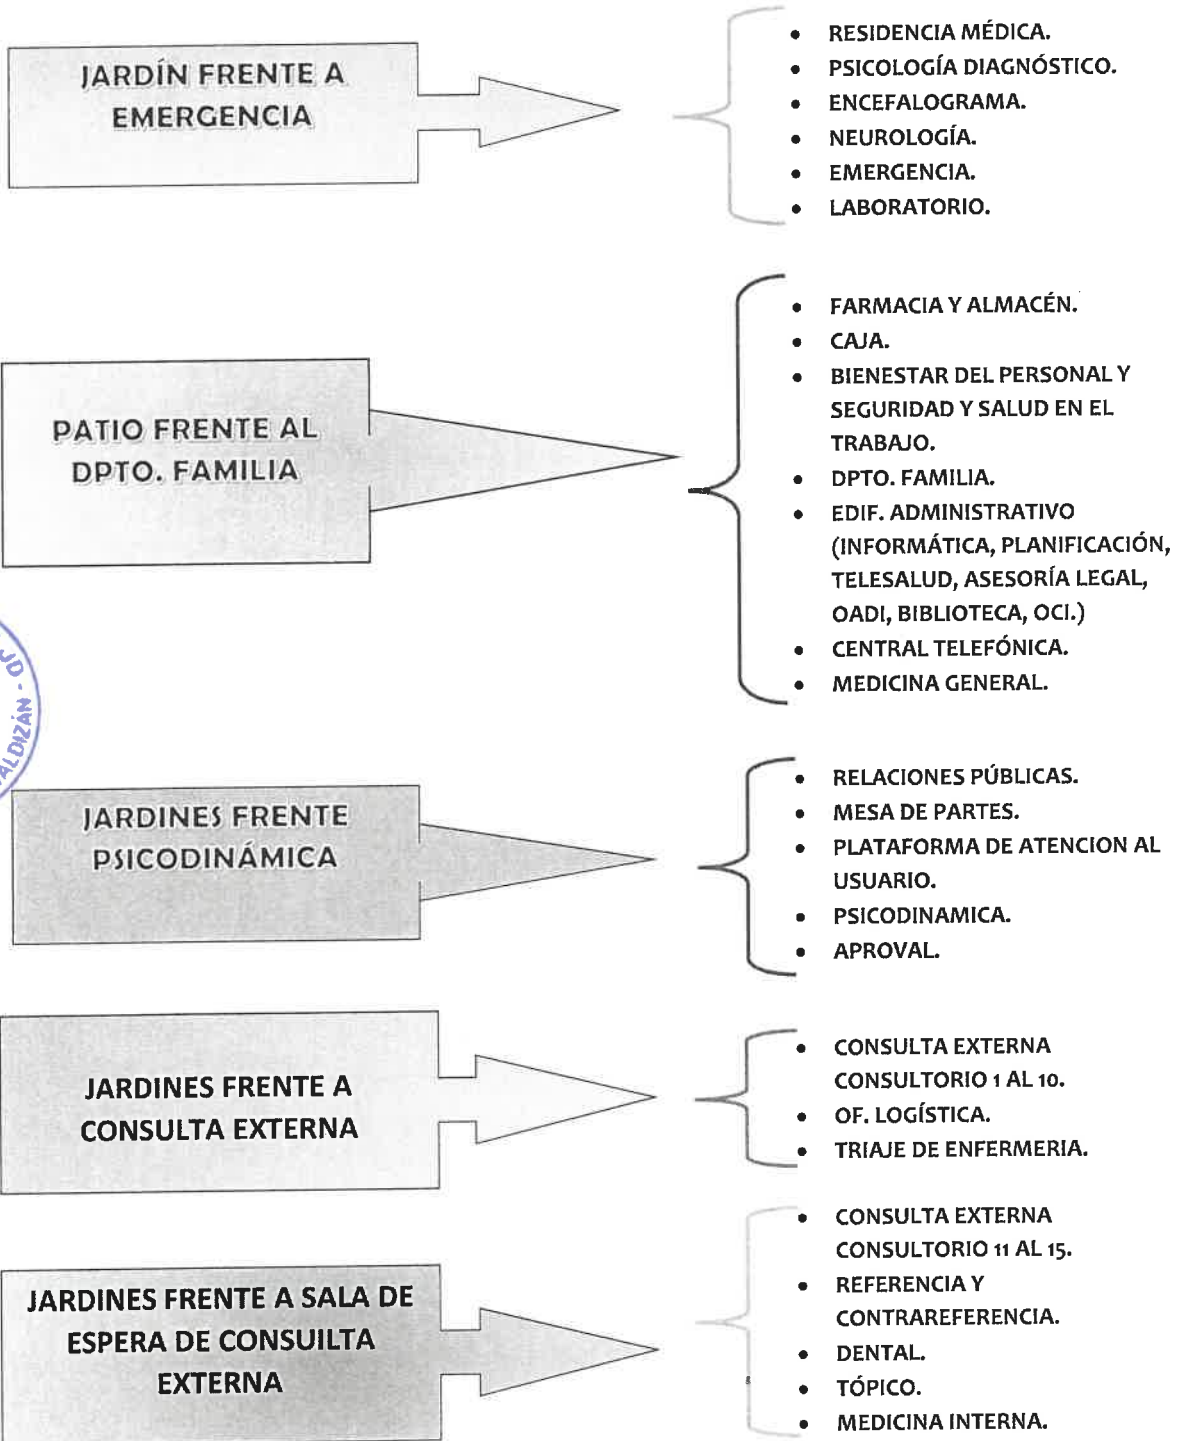 JARDÍN FRENTE A
EMERGENCIA
• RESIDENCIA MÉDICA.
• PSICOLOGÍA DIAGNÓSTICO.
• ENCEFALOGRAMA.
• NEUROLOGÍA.
• EMERGENCIA.
• LABORATORIO.
PATIO FRENTE AL
DPTO. FAMILIA
• FARMACIA Y ALMACÉN.
• CAJA.
• BIENESTAR DEL PERSONAL Y
SEGURIDAD Y SALUD EN EL
TRABAJO.
• DPTO. FAMILIA.
• EDIF. ADMINISTRATIVO
(INFORMÁTICA, PLANIFICACIÓN,
TELESALUD, ASESORÍA LEGAL,
OADI, BIBLIOTECA, OCI.)
• CENTRAL TELEFÓNICA.
• MEDICINA GENERAL.
JARDINES FRENTE
PSICODINÁMICA
• RELACIONES PÚBLICAS.
• MESA DE PARTES.
• PLATAFORMA DE ATENCION AL
USUARIO.
• PSICODINAMICA.
• APROVAL.
JARDINES FRENTE A
CONSULTA EXTERNA
• CONSULTA EXTERNA
CONSULTORIO 1 AL 10.
• OF. LOGÍSTICA.
• TRIAJE DE ENFERMERIA.
JARDINES FRENTE A SALA DE
ESPERA DE CONSUILTA
EXTERNA
• CONSULTA EXTERNA
CONSULTORIO 11 AL 15.
• REFERENCIA Y
CONTRAREFERENCIA.
• DENTAL.
• TÓPICO.
• MEDICINA INTERNA.